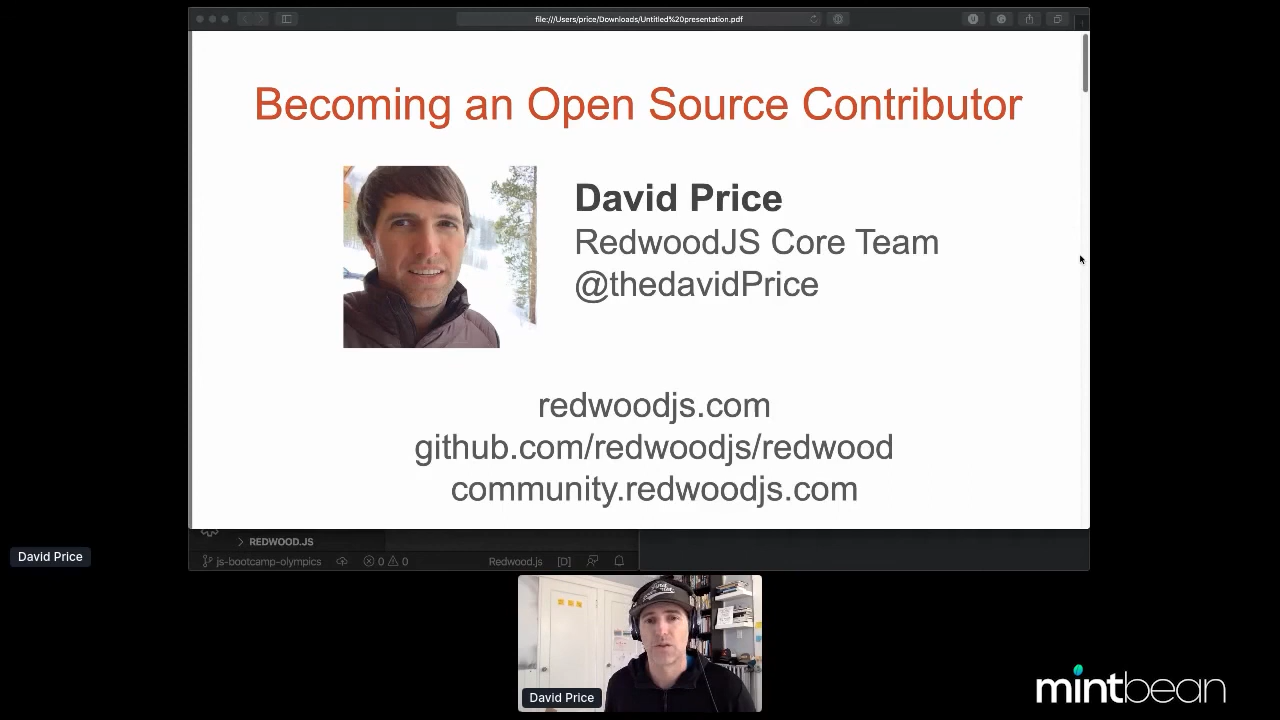 file:///Users/price/Downloads/Untitled%20presentation.pdf
Becoming an Open Source Contributor
David Price
RedwoodJS Core Team
@thedavidPrice
redwoodjs.com
github.com/redwoodjs/redwood
community.redwoodjs.com
REDWOOD.JS
js-bootcamp-olympics
0
0
Redwood.js
[D]
David Price
David Price
mintbean